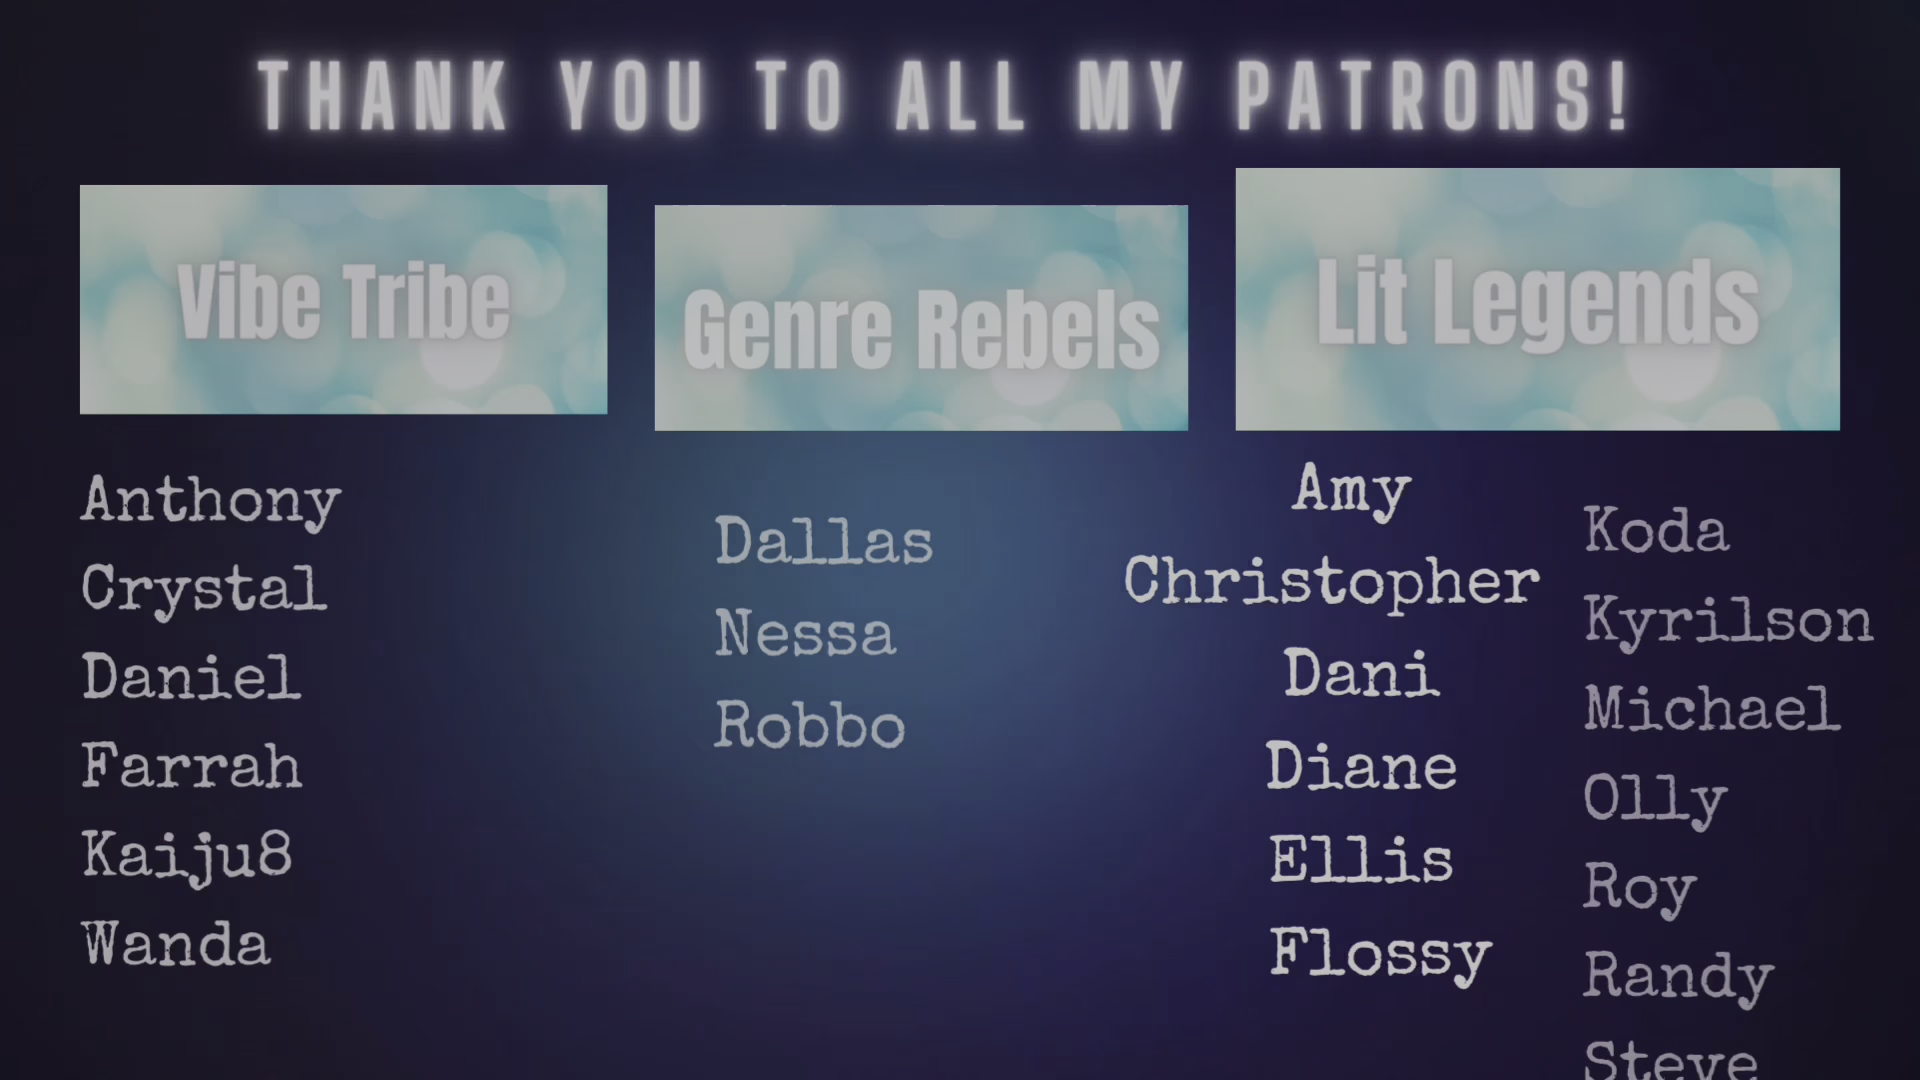 THANK YOU TO ALL MY PATRONS!
Vibe Tribe
Anthony
Crystal
Daniel
Farrah
Kaiju8
Wanda
Genre Rebels
Dallas
Nessa
Robbo
Lit Legends
Amy
Christopher
Dani
Diane
Ellis
Flossy
Koda
Kyrilson
Michael
Olly
Roy
Randy
Steve